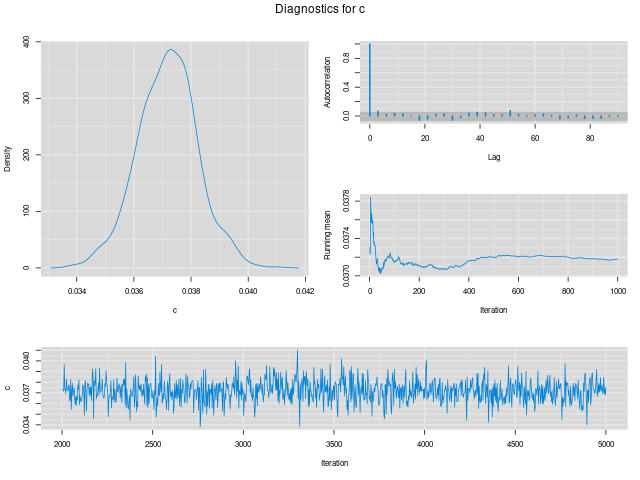 Diagnostics for c
Density
400
300
200
100
0
0.034 0.036 0.038 0.040 0.042
c
Autocorrelation
0.8
0.4
0.0
0 20 40 60 80
Lag
Running mean
0.0378
0.0374
0.0370
0 200 400 600 800 1000
Iteration
c
0.040
0.037
0.034
2000 2500 3000 3500 4000 4500 5000
Iteration